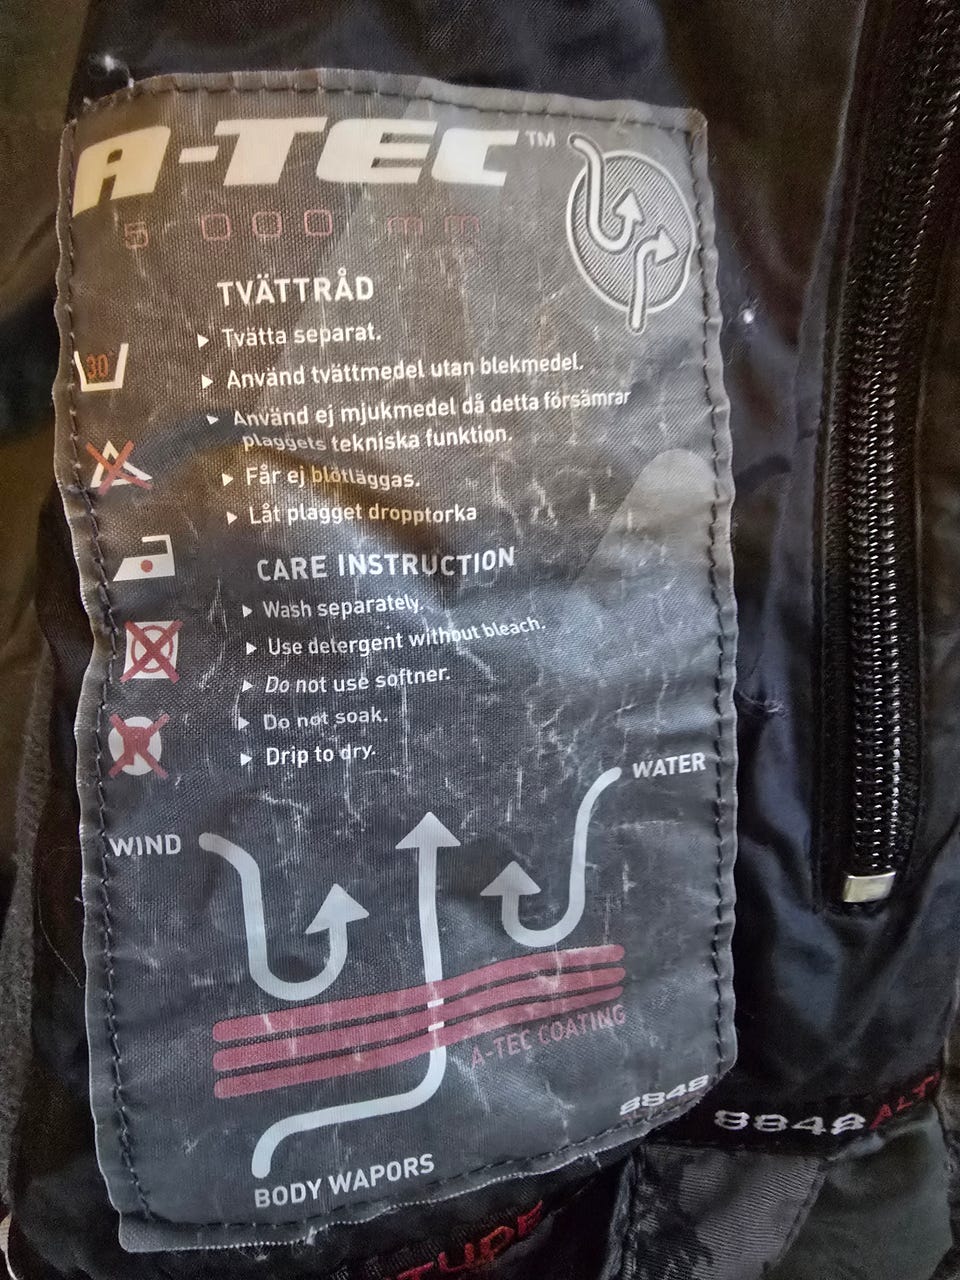 A-TEC™
5 000 mm
TVÄTTRÅD
Tvätta separat.
30°
Använd tvättmedel utan blekmedel.
Använd ej mjukmedel då detta försämrar
plaggets tekniska funktion.
Får ej blötläggas.
Låt plagget dropptorka
CARE INSTRUCTION
Wash separately.
Use detergent without bleach.
Do not use softner.
Do not soak.
Drip to dry.
WATER
WIND
A-TEC COATING
8848
8848 ALT
BODY WAPORS
TUDE